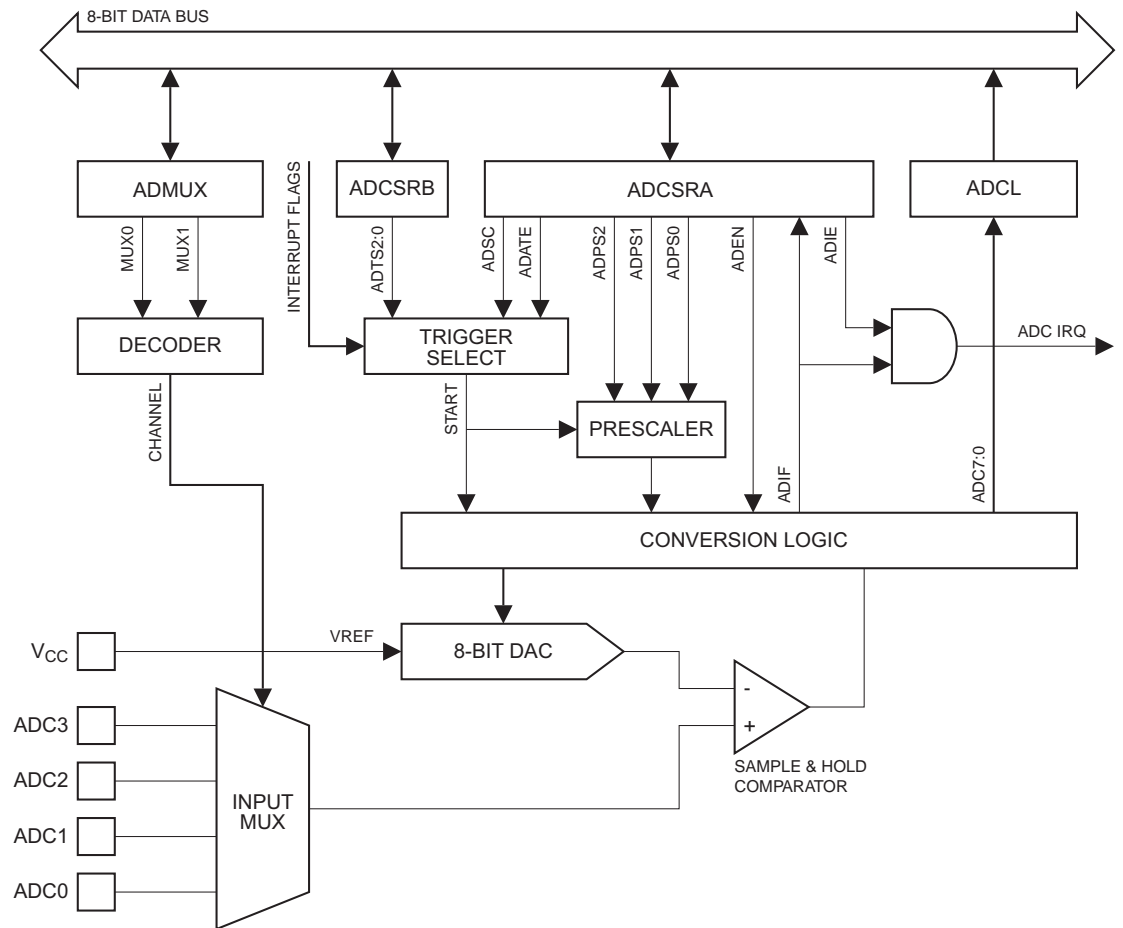 8-BIT DATA BUS
ADMUX
ADCSRB
ADCSRA
ADCL
MUX0
MUX1
INTERRUPT FLAGS
ADTS2:0
ADSC
ADATE
ADPS2
ADPS1
ADPS0
ADEN
ADIE
DECODER
TRIGGER
SELECT
ADC IRQ
CHANNEL
START
PRESCALER
ADIF
ADC7:0
CONVERSION LOGIC
VCC
VREF
8-BIT DAC
-
+
SAMPLE & HOLD
COMPARATOR
ADC3
ADC2
ADC1
ADC0
INPUT
MUX